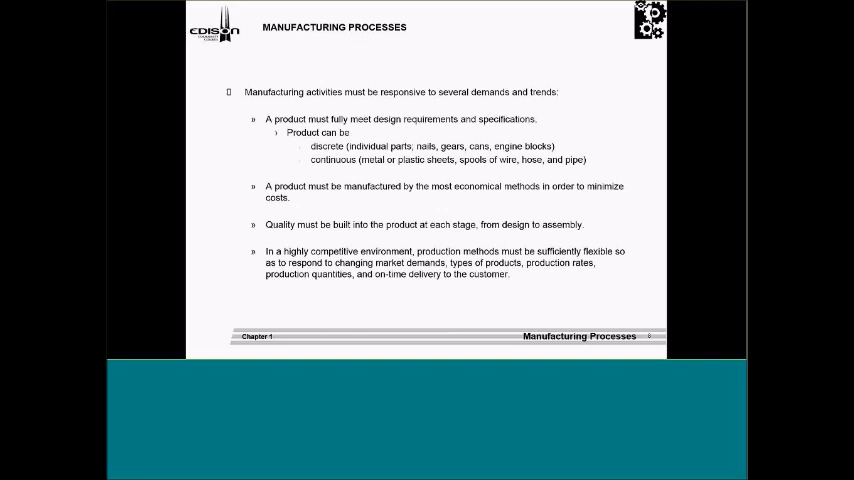 EDISON
COMMUNITY
COLLEGE
MANUFACTURING PROCESSES
Manufacturing activities must be responsive to several demands and trends:
» A product must fully meet design requirements and specifications.
› Product can be
discrete (individual parts; nails, gears, cans, engine blocks)
continuous (metal or plastic sheets, spools of wire, hose, and pipe)
» A product must be manufactured by the most economical methods in order to minimize
costs.
» Quality must be built into the product at each stage, from design to assembly.
» In a highly competitive environment, production methods must be sufficiently flexible so
as to respond to changing market demands, types of products, production rates,
production quantities, and on-time delivery to the customer.
Chapter 1
Manufacturing Processes